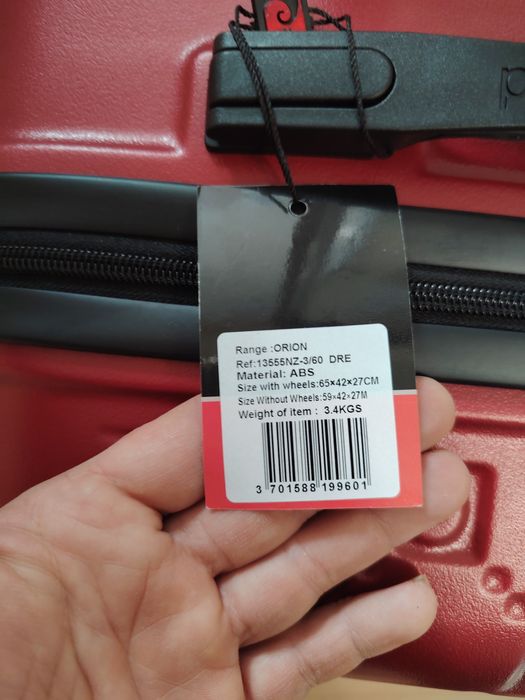 Range :ORION
Ref:13555NZ-3/60 DRE
Material: ABS
Size with wheels:65×42×27CM
Size Without Wheels:59×42×27M
Weight of item : 3.4KGS
3 701588 199601